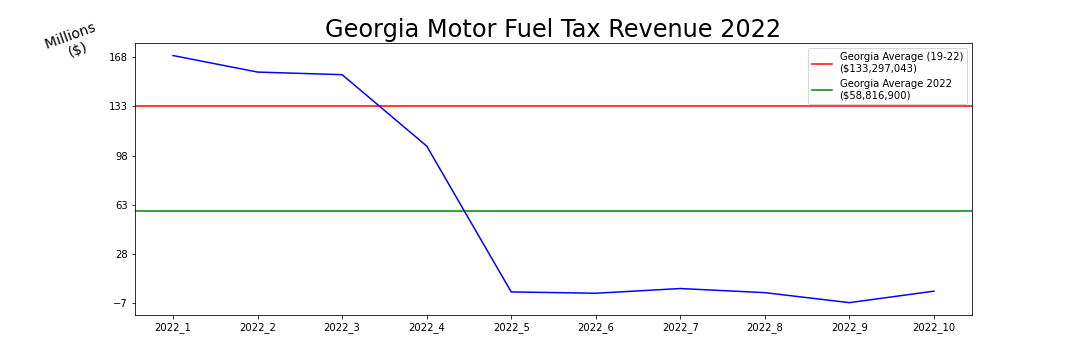 Georgia Motor Fuel Tax Revenue 2022
Millions
($)
Georgia Average (19-22)
($133,297,043)
Georgia Average 2022
($58,816,900)
168
133
98
63
28
−7
2022_1 2022_2 2022_3 2022_4 2022_5 2022_6 2022_7 2022_8 2022_9 2022_10